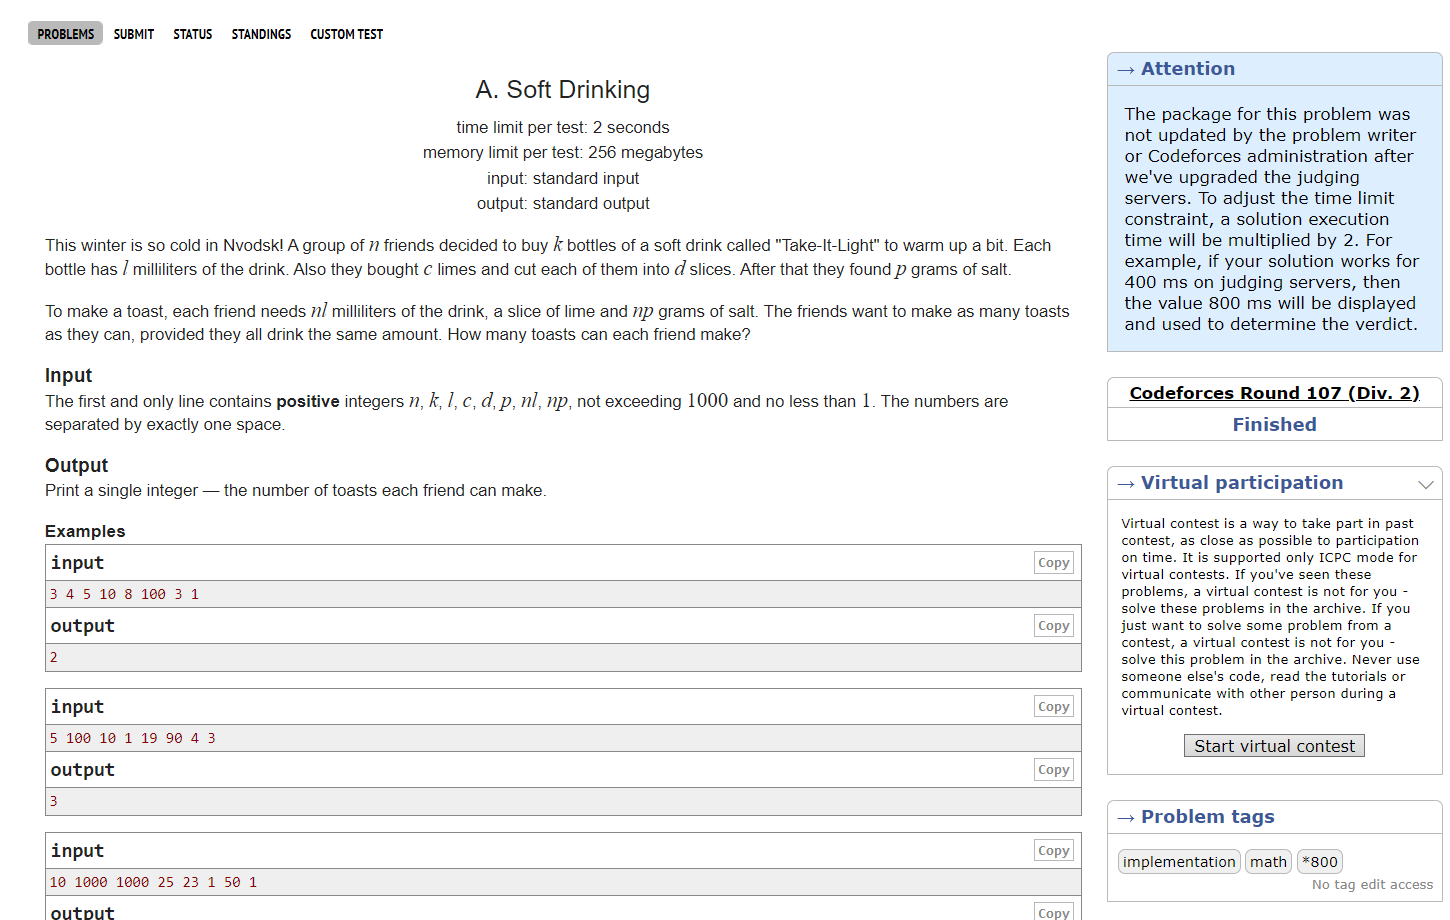 PROBLEMS SUBMIT STATUS STANDINGS CUSTOM TEST
A. Soft Drinking
time limit per test: 2 seconds
memory limit per test: 256 megabytes
input: standard input
output: standard output
This winter is so cold in Nvodsk! A group of n friends decided to buy k bottles of a soft drink called "Take-It-Light" to warm up a bit. Each
bottle has l milliliters of the drink. Also they bought c limes and cut each of them into d slices. After that they found p grams of salt.
To make a toast, each friend needs nl milliliters of the drink, a slice of lime and np grams of salt. The friends want to make as many toasts
as they can, provided they all drink the same amount. How many toasts can each friend make?
Input
The first and only line contains positive integers n, k, l, c, d, p, nl, np, not exceeding 1000 and no less than 1. The numbers are
separated by exactly one space.
Output
Print a single integer — the number of toasts each friend can make.
Examples
input
Copy
3 4 5 10 8 100 3 1
output
Copy
2
input
Copy
5 100 10 1 19 90 4 3
output
Copy
3
input
Copy
10 1000 1000 25 23 1 50 1
output
Copy
→ Attention
The package for this problem was
not updated by the problem writer
or Codeforces administration after
we've upgraded the judging
servers. To adjust the time limit
constraint, a solution execution
time will be multiplied by 2. For
example, if your solution works for
400 ms on judging servers, then
the value 800 ms will be displayed
and used to determine the verdict.
Codeforces Round 107 (Div. 2)
Finished
→ Virtual participation
Virtual contest is a way to take part in past
contest, as close as possible to participation
on time. It is supported only ICPC mode for
virtual contests. If you've seen these
problems, a virtual contest is not for you -
solve these problems in the archive. If you
just want to solve some problem from a
contest, a virtual contest is not for you -
solve this problem in the archive. Never use
someone else's code, read the tutorials or
communicate with other person during a
virtual contest.
Start virtual contest
→ Problem tags
implementation math *800
No tag edit access